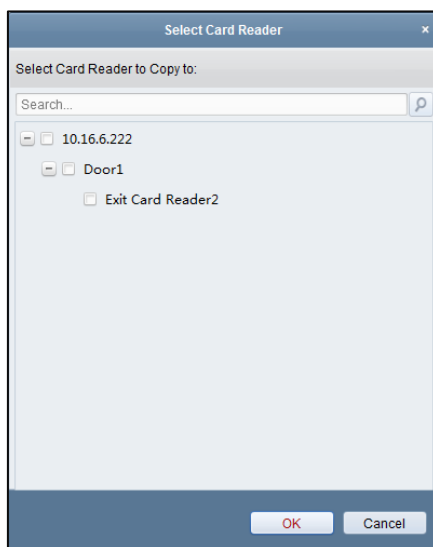 Select Card Reader ×
Select Card Reader to Copy to:
Search...
10.16.6.222
Door1
Exit Card Reader2
OK Cancel